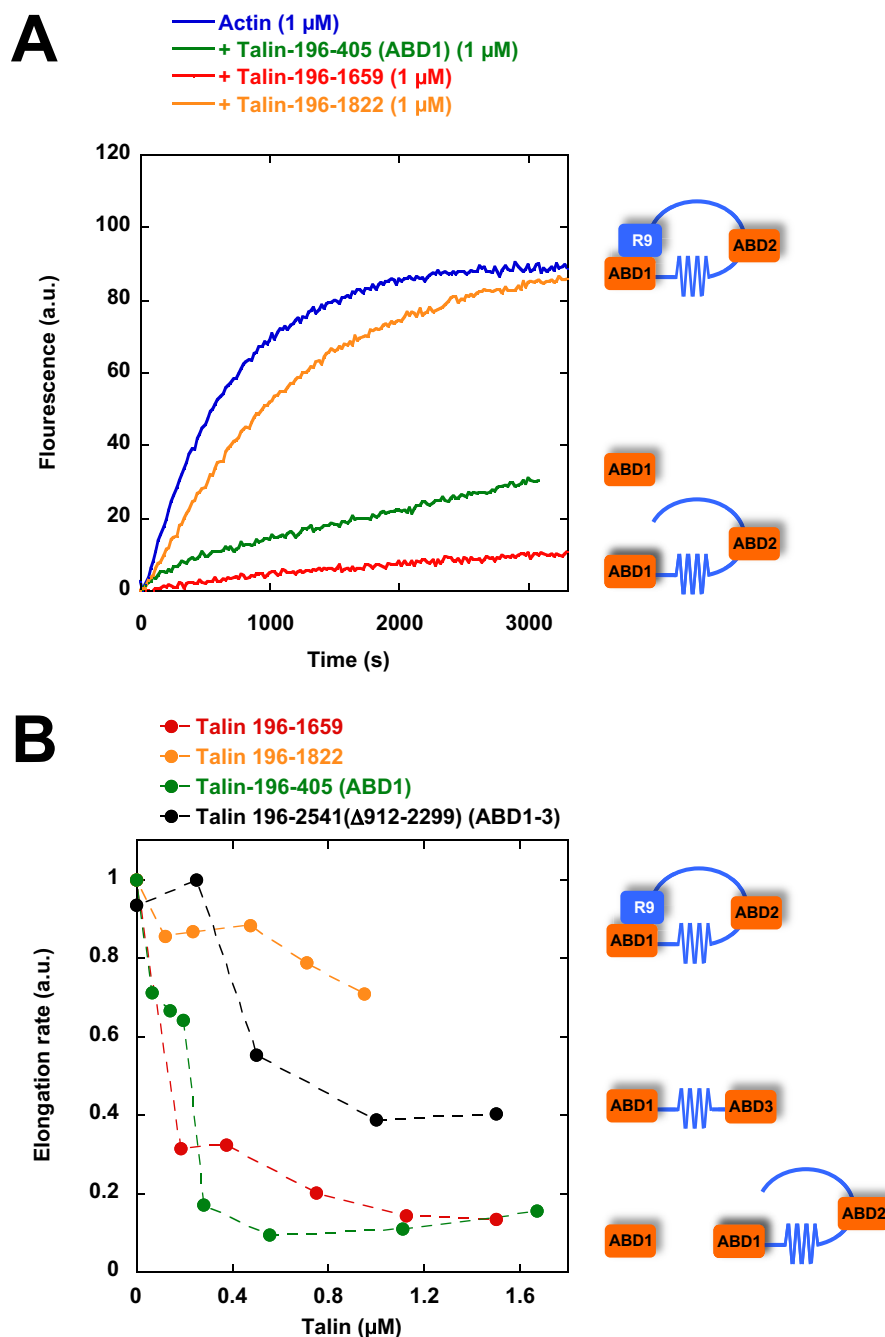 A
Actin (1 µM)
+ Talin-196-405 (ABD1) (1 µM)
+ Talin-196-1659 (1 µM)
+ Talin-196-1822 (1 µM)
120
100
80
60
40
20
0
Flourescence (a.u.)
0 1000 2000 3000
Time (s)
R9
ABD1
ABD2
ABD1
ABD1
ABD2
B
Talin 196-1659
Talin 196-1822
Talin-196-405 (ABD1)
Talin 196-2541(Δ912-2299) (ABD1-3)
1
0.8
0.6
0.4
0.2
0
Elongation rate (a.u.)
0 0.4 0.8 1.2 1.6
Talin (µM)
R9
ABD1
ABD2
ABD1
ABD3
ABD1
ABD1
ABD2